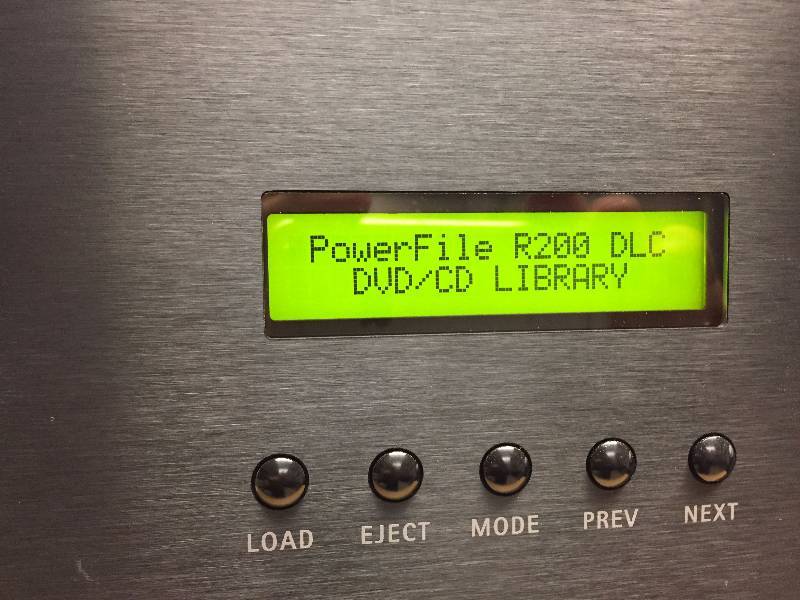 PowerFile R200 DLC
DVD/CD LIBRARY
LOAD EJECT MODE PREV NEXT